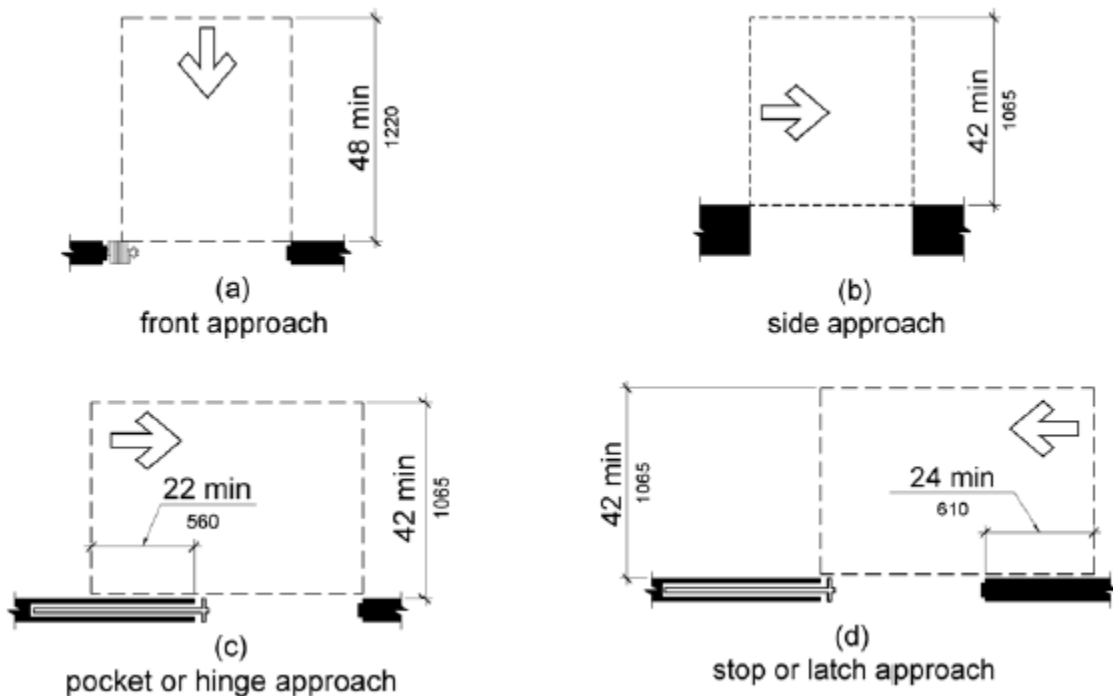 48 min
1220
(a)
front approach
42 min
1065
(b)
side approach
22 min
560
42 min
1065
(c)
pocket or hinge approach
42 min
1065
24 min
610
(d)
stop or latch approach